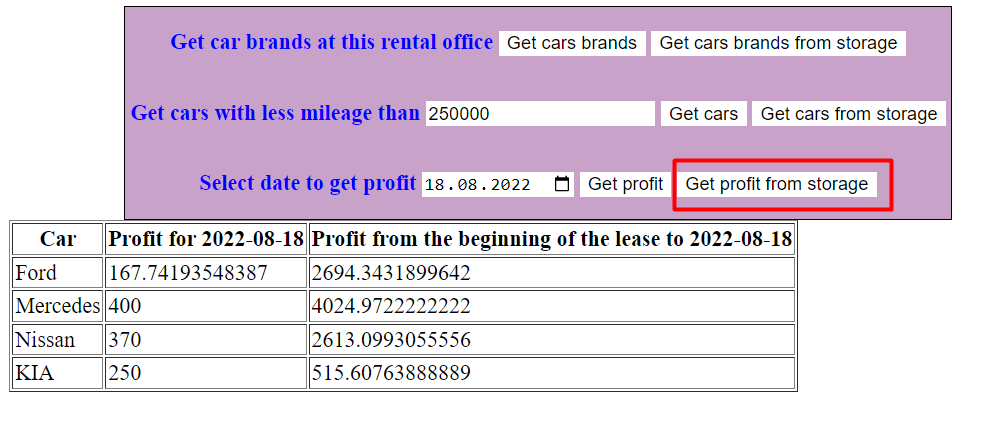 Get car brands at this rental office Get cars brands Get cars brands from storage
Get cars with less mileage than 250000 Get cars Get cars from storage
Select date to get profit 18.08.2022 Get profit Get profit from storage
Car Profit for 2022-08-18 Profit from the beginning of the lease to 2022-08-18
Ford 167.74193548387 2694.3431899642
Mercedes 400 4024.9722222222
Nissan 370 2613.0993055556
KIA 250 515.60763888889